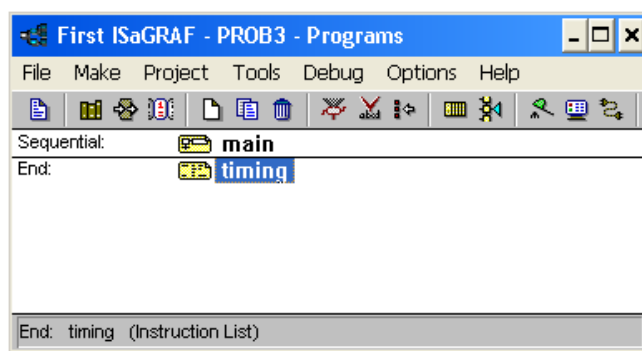 First ISaGRAF - PROB3 - Programs
File Make Project Tools Debug Options Help
Sequential: main
End: timing
End: timing (Instruction List)